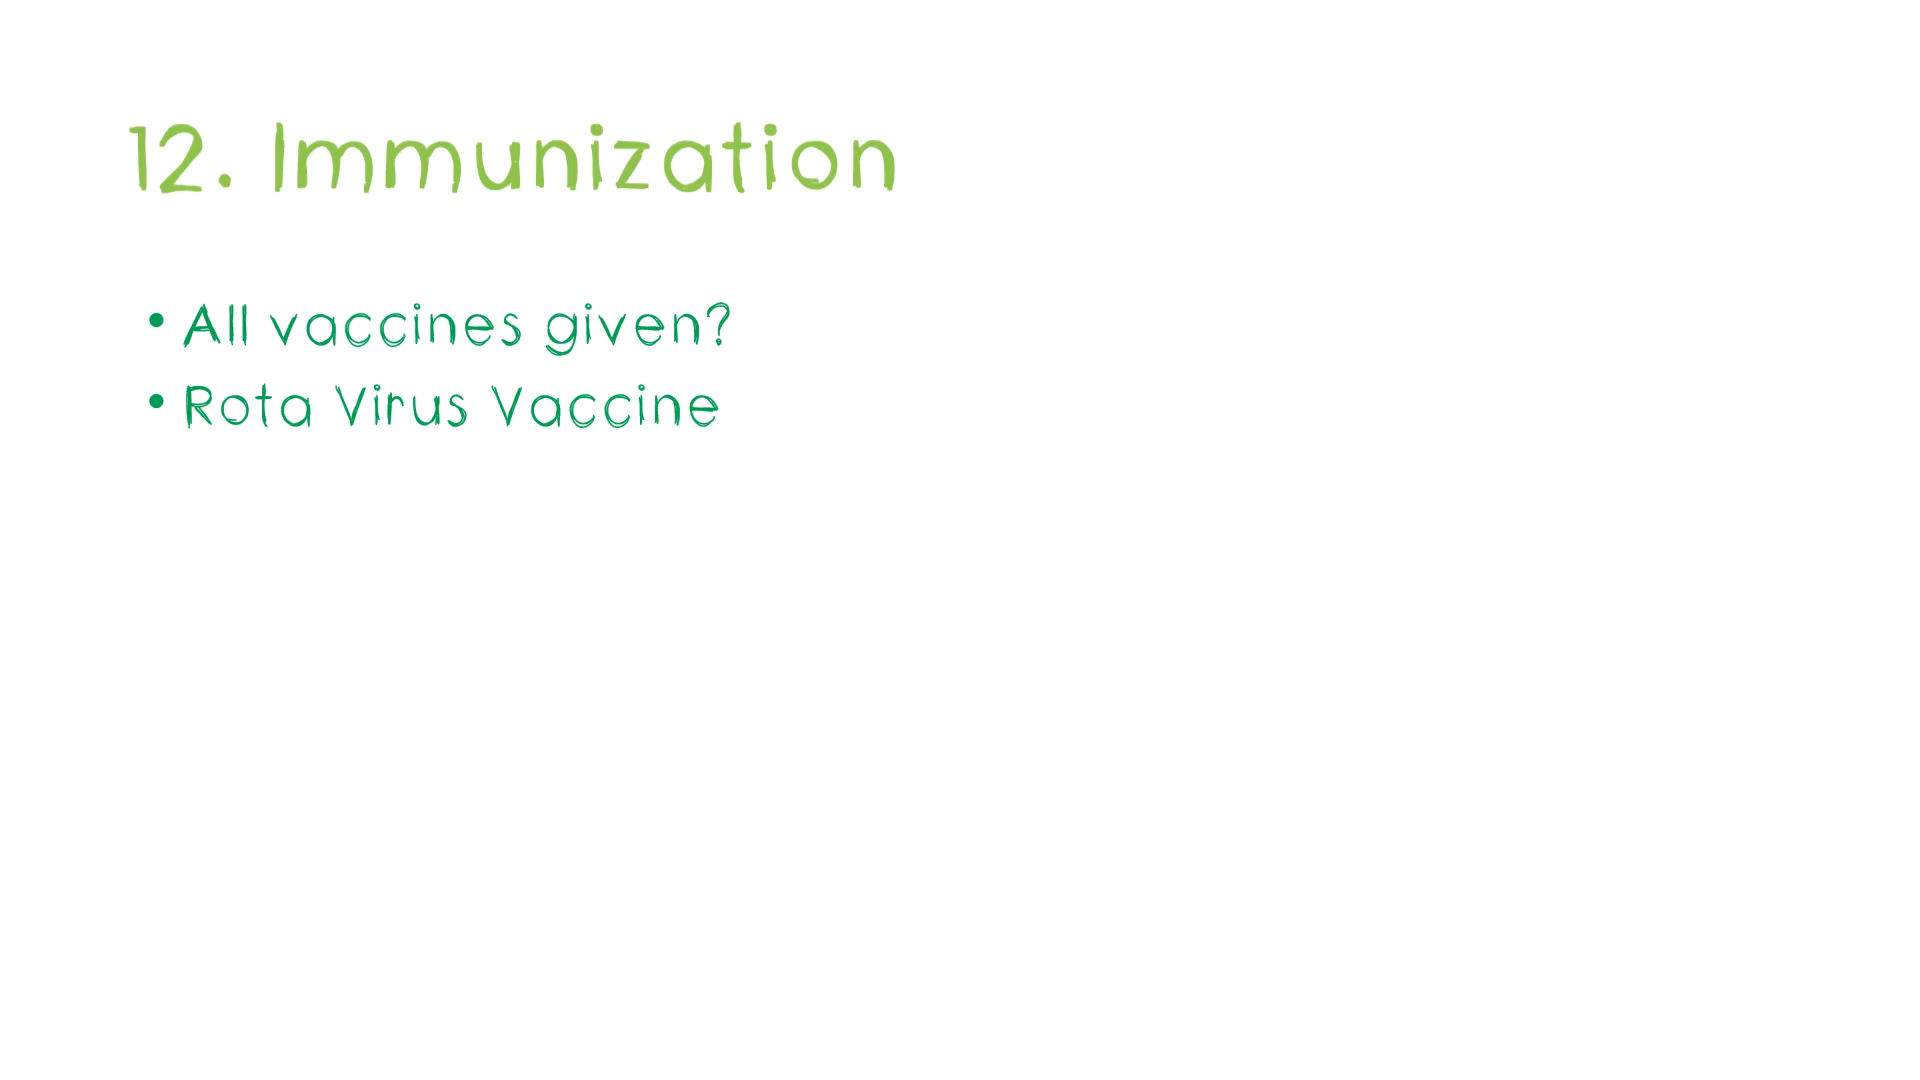 12. Immunization
• All vaccines given?
• Rota Virus Vaccine